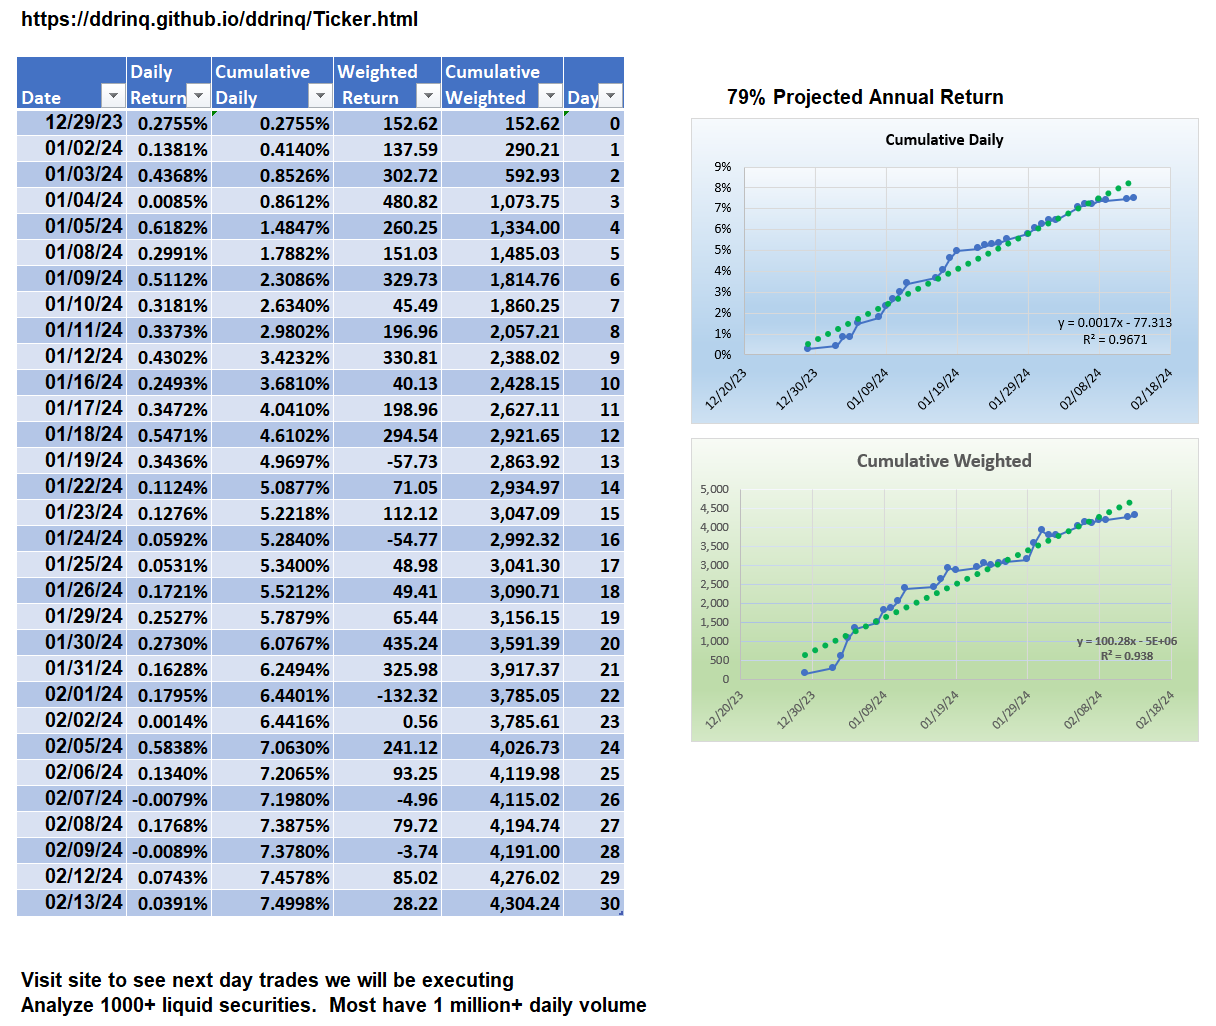 https://ddrinq.github.io/ddrinq/Ticker.html
Date Daily Return Cumulative Daily Weighted Return Cumulative Weighted Day
12/29/23 0.2755% 0.2755% 152.62 152.62 0
01/02/24 0.1381% 0.4140% 137.59 290.21 1
01/03/24 0.4368% 0.8526% 302.72 592.93 2
01/04/24 0.0085% 0.8612% 480.82 1,073.75 3
01/05/24 0.6182% 1.4847% 260.25 1,334.00 4
01/08/24 0.2991% 1.7882% 151.03 1,485.03 5
01/09/24 0.5112% 2.3086% 329.73 1,814.76 6
01/10/24 0.3181% 2.6340% 45.49 1,860.25 7
01/11/24 0.3373% 2.9802% 196.96 2,057.21 8
01/12/24 0.4302% 3.4232% 330.81 2,388.02 9
01/16/24 0.2493% 3.6810% 40.13 2,428.15 10
01/17/24 0.3472% 4.0410% 198.96 2,627.11 11
01/18/24 0.5471% 4.6102% 294.54 2,921.65 12
01/19/24 0.3436% 4.9697% -57.73 2,863.92 13
01/22/24 0.1124% 5.0877% 71.05 2,934.97 14
01/23/24 0.1276% 5.2218% 112.12 3,047.09 15
01/24/24 0.0592% 5.2840% -54.77 2,992.32 16
01/25/24 0.0531% 5.3400% 48.98 3,041.30 17
01/26/24 0.1721% 5.5212% 49.41 3,090.71 18
01/29/24 0.2527% 5.7879% 65.44 3,156.15 19
01/30/24 0.2730% 6.0767% 435.24 3,591.39 20
01/31/24 0.1628% 6.2494% 325.98 3,917.37 21
02/01/24 0.1795% 6.4401% -132.32 3,785.05 22
02/02/24 0.0014% 6.4416% 0.56 3,785.61 23
02/05/24 0.5838% 7.0630% 241.12 4,026.73 24
02/06/24 0.1340% 7.2065% 93.25 4,119.98 25
02/07/24 -0.0079% 7.1980% -4.96 4,115.02 26
02/08/24 0.1768% 7.3875% 79.72 4,194.74 27
02/09/24 -0.0089% 7.3780% -3.74 4,191.00 28
02/12/24 0.0743% 7.4578% 85.02 4,276.02 29
02/13/24 0.0391% 7.4998% 28.22 4,304.24 30
79% Projected Annual Return
Cumulative Daily
9%
8%
7%
6%
5%
4%
3%
2%
1%
0%
y = 0.0017x - 77.313
R² = 0.9671
12/20/23 12/30/23 01/09/24 01/19/24 01/29/24 02/08/24 02/18/24
Cumulative Weighted
5,000
4,500
4,000
3,500
3,000
2,500
2,000
1,500
1,000
500
0
y = 100.28x - 5E+06
R² = 0.938
12/20/23 12/30/23 01/09/24 01/19/24 01/29/24 02/08/24 02/18/24
Visit site to see next day trades we will be executing
Analyze 1000+ liquid securities. Most have 1 million+ daily volume